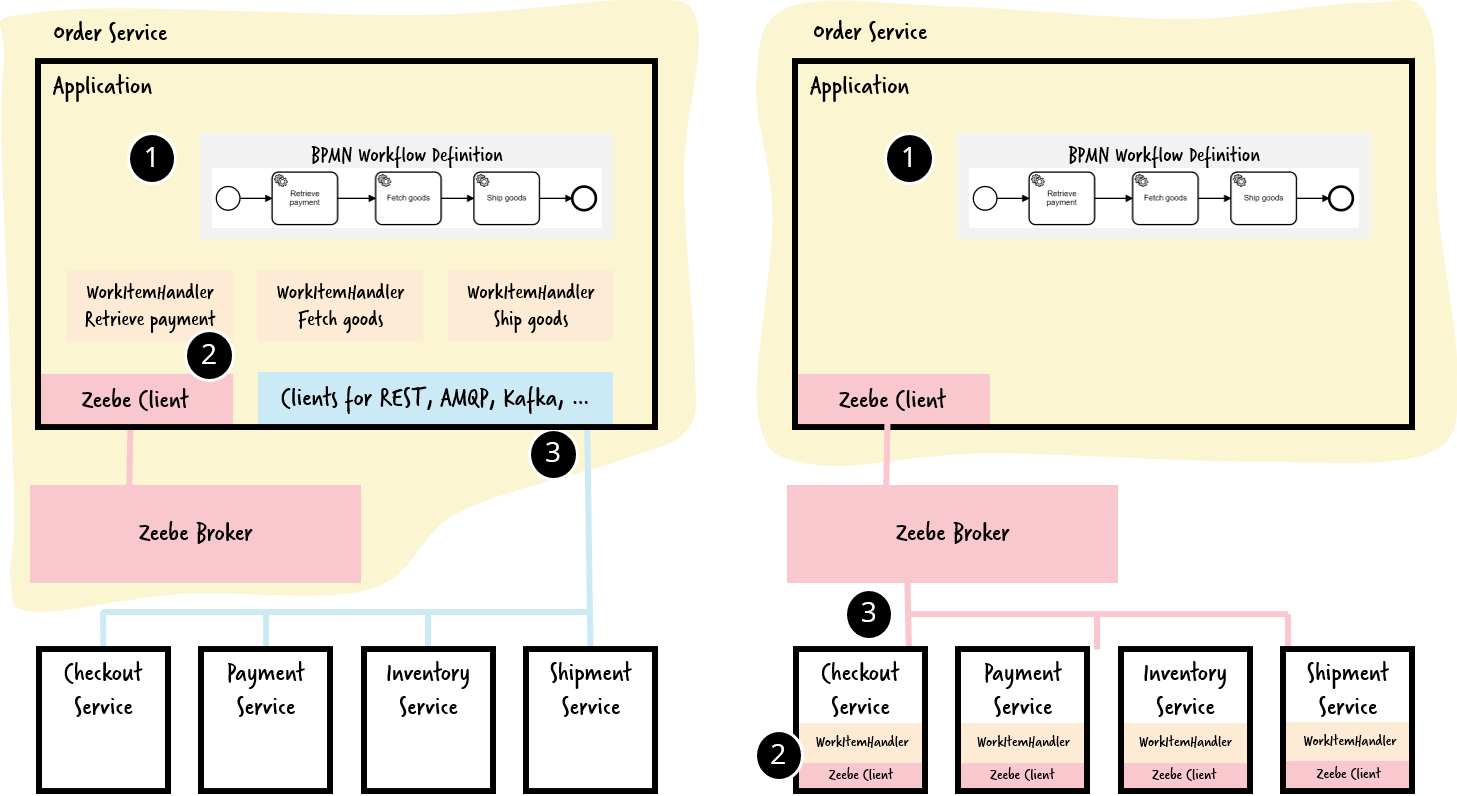 Order Service
Application
1
BPMN Workflow Definition
Retrieve
payment
Fetch goods
Ship goods
WorkItemHandler
Retrieve payment
WorkItemHandler
Fetch goods
WorkItemHandler
Ship goods
2
Zeebe Client
Clients for REST, AMQP, Kafka, ...
3
Zeebe Broker
Checkout
Service
Payment
Service
Inventory
Service
Shipment
Service
Order Service
Application
1
BPMN Workflow Definition
Retrieve
payment
Fetch goods
Ship goods
Zeebe Client
Zeebe Broker
3
Checkout
Service
WorkItemHandler
Zeebe Client
2
Payment
Service
WorkItemHandler
Zeebe Client
Inventory
Service
WorkItemHandler
Zeebe Client
Shipment
Service
WorkItemHandler
Zeebe Client